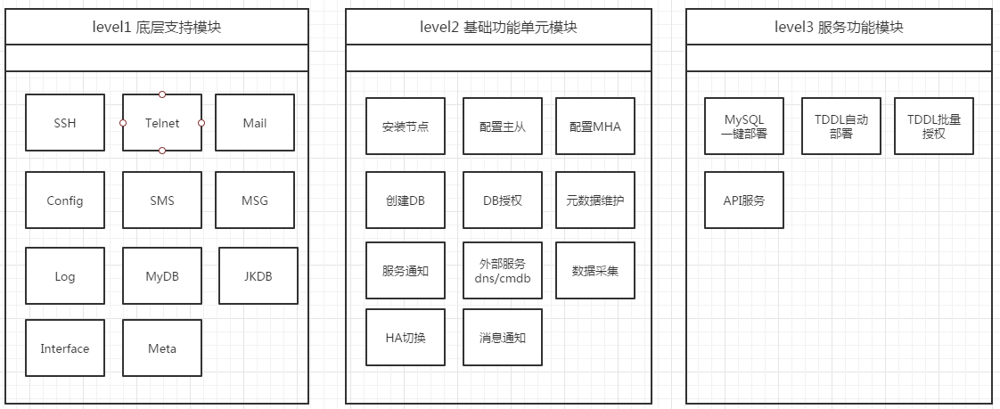 level1 底层支持模块
SSH
Telnet
Mail
Config
SMS
MSG
Log
MyDB
JKDB
Interface
Meta
level2 基础功能单元模块
安装节点
配置主从
配置MHA
创建DB
DB授权
元数据维护
服务通知
外部服务
dns/cmdb
数据采集
HA切换
消息通知
level3 服务功能模块
MySQL
一键部署
TDDL自动
部署
TDDL批量
授权
API服务